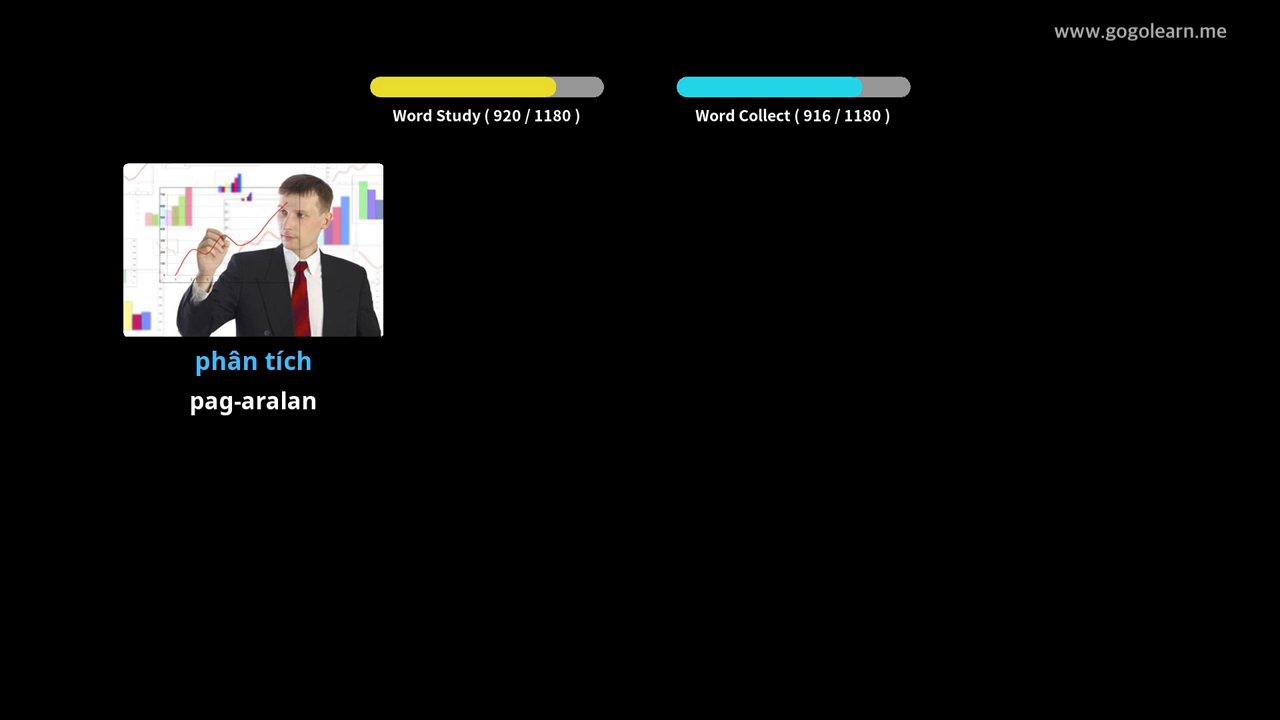 www.gogolearn.me
Word Study ( 920 / 1180 )
Word Collect ( 916 / 1180 )
phân tích
pag-aralan